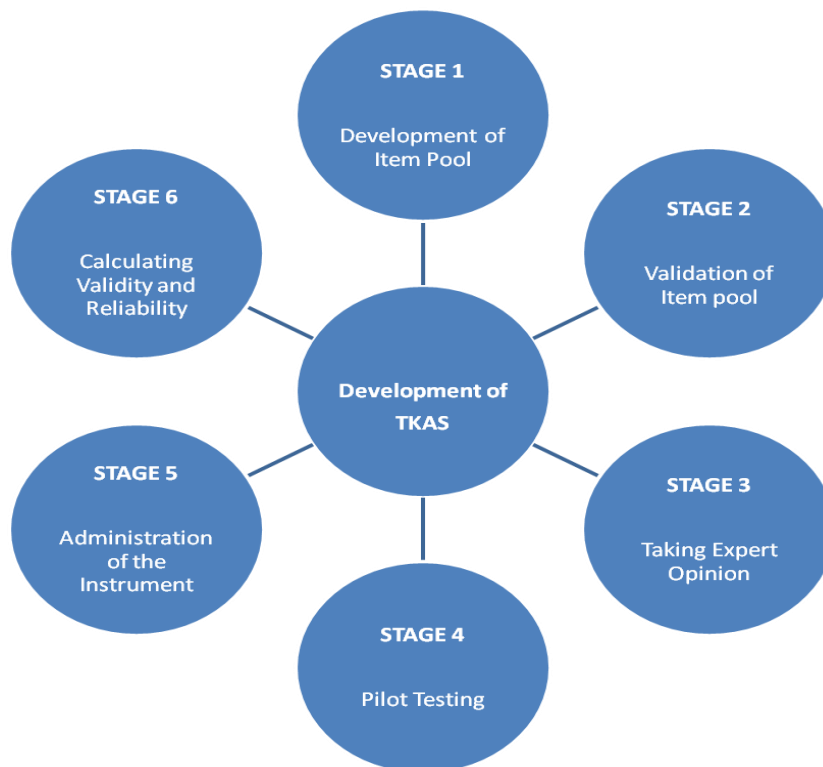 STAGE 1
Development of
Item Pool
STAGE 2
Validation of
Item pool
STAGE 3
Taking Expert
Opinion
STAGE 4
Pilot Testing
STAGE 5
Administration
of the
Instrument
STAGE 6
Calculating
Validity and
Reliability
Development of
TKAS